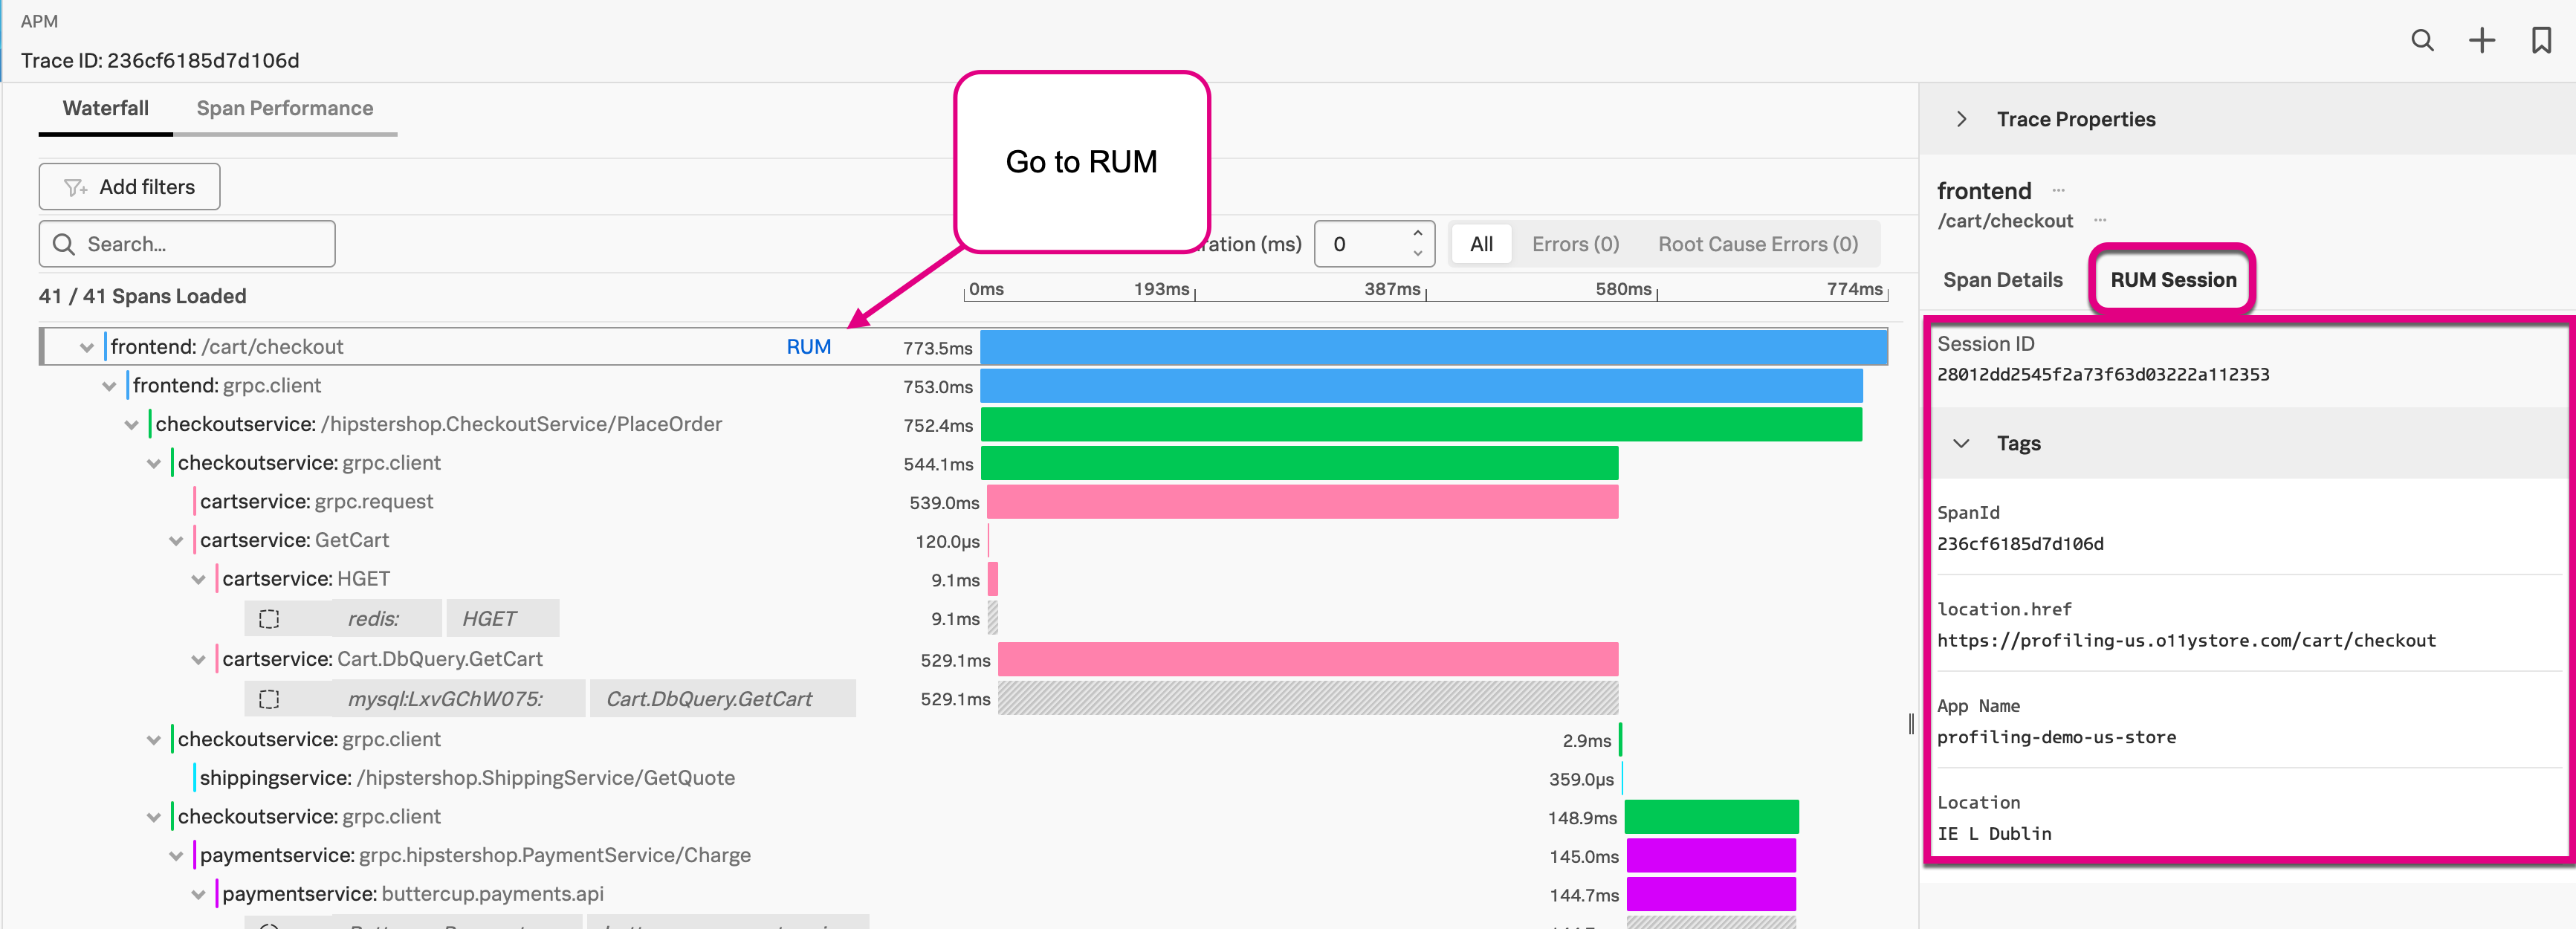 APM
Trace ID: 236cf6185d7d106d
Waterfall Span Performance
Go to RUM
Add filters
Search...
ration (ms) 0 All Errors (0) Root Cause Errors (0)
41 / 41 Spans Loaded
0ms 193ms 387ms 580ms 774ms
frontend: /cart/checkout RUM 773.5ms
frontend: grpc.client 753.0ms
checkoutservice: /hipstershop.CheckoutService/PlaceOrder 752.4ms
checkoutservice: grpc.client 544.1ms
cartservice: grpc.request 539.0ms
cartservice: GetCart 120.0μs
cartservice: HGET 9.1ms
redis: HGET 9.1ms
cartservice: Cart.DbQuery.GetCart 529.1ms
mysql:LxvGChW075: Cart.DbQuery.GetCart 529.1ms
checkoutservice: grpc.client 2.9ms
shippingservice: /hipstershop.ShippingService/GetQuote 359.0μs
checkoutservice: grpc.client 148.9ms
paymentservice: grpc.hipstershop.PaymentService/Charge 145.0ms
paymentservice: buttercup.payments.api 144.7ms
Trace Properties
frontend ...
/cart/checkout ...
Span Details RUM Session
Session ID
28012dd2545f2a73f63d03222a112353
Tags
SpanId
236cf6185d7d106d
location.href
https://profiling-us.o11ystore.com/cart/checkout
App Name
profiling-demo-us-store
Location
IE L Dublin